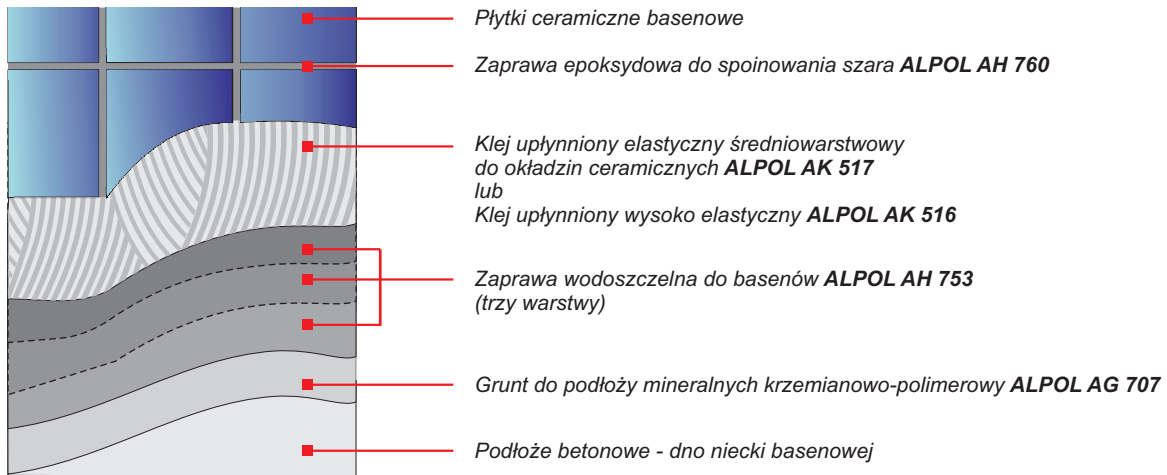 Płytki ceramiczne basenowe
Zaprawa epoksydowa do spoinowania szara ALPOL AH 760
Klej upłynniony elastyczny średniowarstwowy
do okładzin ceramicznych ALPOL AK 517
lub
Klej upłynniony wysoko elastyczny ALPOL AK 516
Zaprawa wodoszczelna do basenów ALPOL AH 753
(trzy warstwy)
Grunt do podłoży mineralnych krzemianowo-polimerowy ALPOL AG 707
Podłoże betonowe - dno niecki basenowej